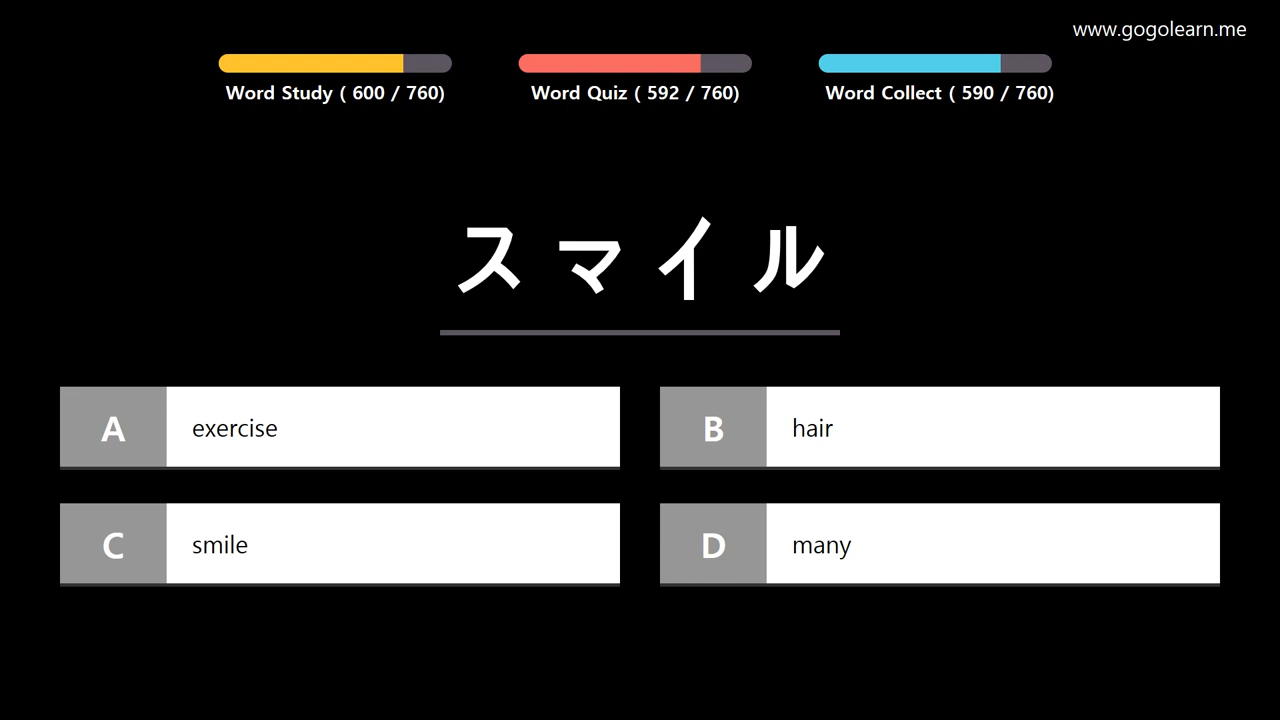 www.gogolearn.me
Word Study ( 600 / 760)
Word Quiz ( 592 / 760)
Word Collect ( 590 / 760)
スマイル
A exercise
B hair
C smile
D many